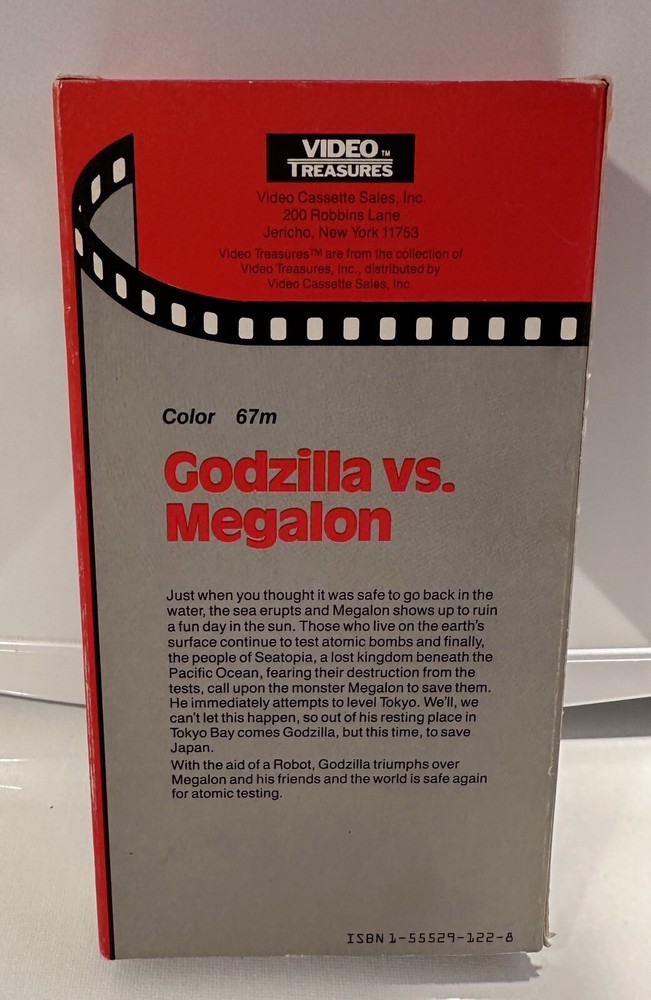 VIDEO TM
TREASURES
Video Cassette Sales, Inc.
200 Robbins Lane
Jericho, New York 11753
Video Treasures™ are from the collection of
Video Treasures, Inc., distributed by
Video Cassette Sales, Inc.
Color 67m
Godzilla vs.
Megalon
Just when you thought it was safe to go back in the
water, the sea erupts and Megalon shows up to ruin
a fun day in the sun. Those who live on the earth's
surface continue to test atomic bombs and finally,
the people of Seatopia, a lost kingdom beneath the
Pacific Ocean, fearing their destruction from the
tests, call upon the monster Megalon to save them.
He immediately attempts to level Tokyo. We'll, we
can't let this happen, so out of his resting place in
Tokyo Bay comes Godzilla, but this time, to save
Japan.
With the aid of a Robot, Godzilla triumphs over
Megalon and his friends and the world is safe again
for atomic testing.
ISBN 1-55529-122-8